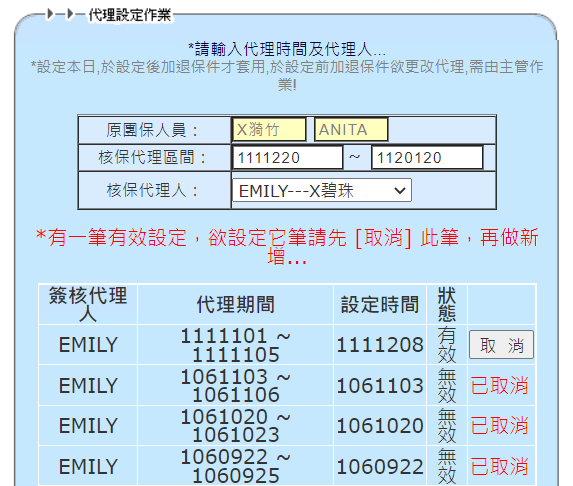 代理設定作業
*請輸入代理時間及代理人...
*設定本日,於設定後加退保件才套用,於設定前加退保件欲更改代理,需由主管作
業!
原團保人員： X漪竹 ANITA
核保代理區間： 1111220 ~ 1120120
核保代理人： EMILY---X碧珠
*有一筆有效設定，欲設定它筆請先 [取消] 此筆，再做新
增...
簽核代理人 代理期間 設定時間 狀態
EMILY 1111101 ~ 1111105 1111208 有效 取 消
EMILY 1061103 ~ 1061106 1061103 無效 已取消
EMILY 1061020 ~ 1061023 1061020 無效 已取消
EMILY 1060922 ~ 1060925 1060922 無效 已取消